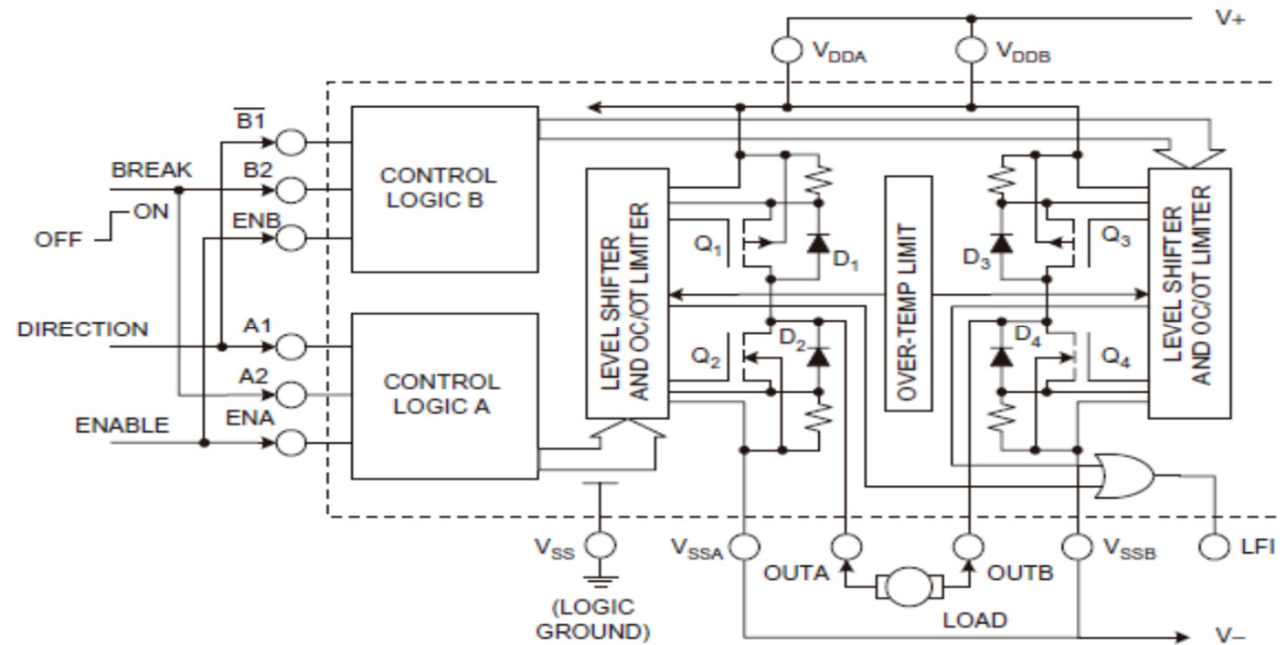 V+
VDDA
VDDB
B1
BREAK
B2
ON
OFF
ENB
CONTROL
LOGIC B
DIRECTION
A1
A2
ENABLE
ENA
CONTROL
LOGIC A
LEVEL SHIFTER
AND OC/OT LIMITER
Q1
D1
Q2
D2
OVER-TEMP LIMIT
D3
Q3
D4
Q4
LEVEL SHIFTER
AND OC/OT LIMITER
VSS
(LOGIC
GROUND)
VSSA
OUTA
OUTB
LOAD
VSSB
LFI
V−